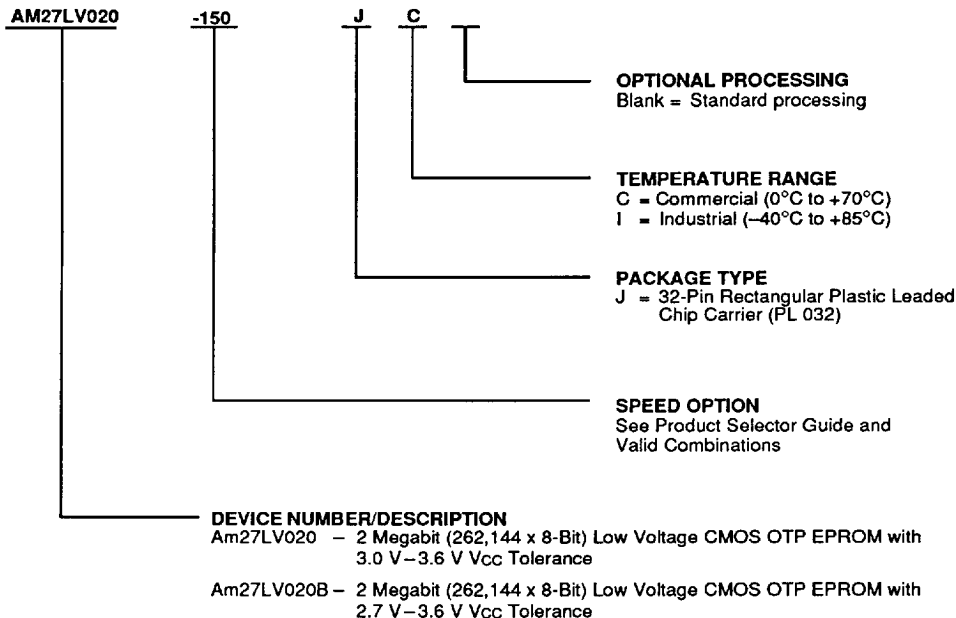 AM27LV020 -150 J C
OPTIONAL PROCESSING
Blank = Standard processing
TEMPERATURE RANGE
C = Commercial (0°C to +70°C)
I = Industrial (–40°C to +85°C)
PACKAGE TYPE
J = 32-Pin Rectangular Plastic Leaded
Chip Carrier (PL 032)
SPEED OPTION
See Product Selector Guide and
Valid Combinations
DEVICE NUMBER/DESCRIPTION
Am27LV020 – 2 Megabit (262,144 x 8-Bit) Low Voltage CMOS OTP EPROM with
3.0 V–3.6 V VCC Tolerance
Am27LV020B – 2 Megabit (262,144 x 8-Bit) Low Voltage CMOS OTP EPROM with
2.7 V–3.6 V VCC Tolerance